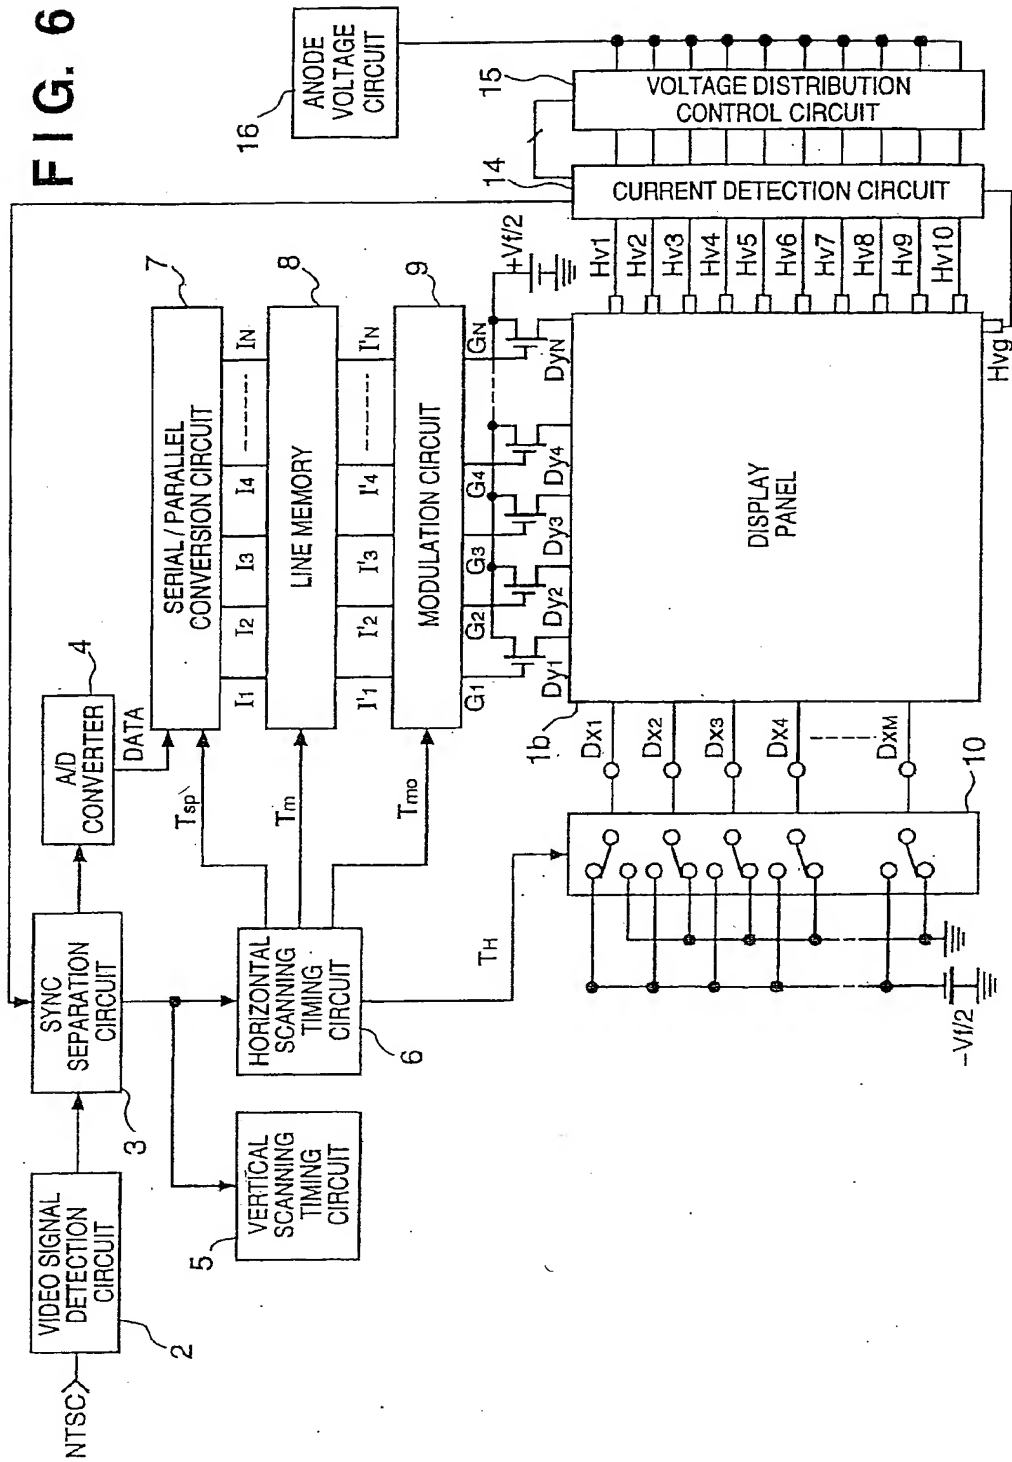 FIG. 6
NTSC
VIDEO SIGNAL
DETECTION
CIRCUIT
2
SYNC
SEPARATION
CIRCUIT
3
A/D
CONVERTER
4
DATA
VERTICAL
SCANNING
TIMING
CIRCUIT
5
HORIZONTAL
SCANNING
TIMING
CIRCUIT
6
Tsp
Tm
Tmo
TH
SERIAL / PARALLEL
CONVERSION CIRCUIT
7
I1 I2 I3 I4 IN
LINE MEMORY
8
I'1 I'2 I'3 I'4 I'N
MODULATION CIRCUIT
9
G1 G2 G3 G4 GN
+Vf/2
Dy1 Dy2 Dy3 Dy4 DyN
-Vf/2
10
Dx1
Dx2
Dx3
Dx4
DxM
1b
DISPLAY
PANEL
Hv1
Hv2
Hv3
Hv4
Hv5
Hv6
Hv7
Hv8
Hv9
Hv10
Hvg
CURRENT DETECTION CIRCUIT
14
VOLTAGE DISTRIBUTION
CONTROL CIRCUIT
15
ANODE
VOLTAGE
CIRCUIT
16